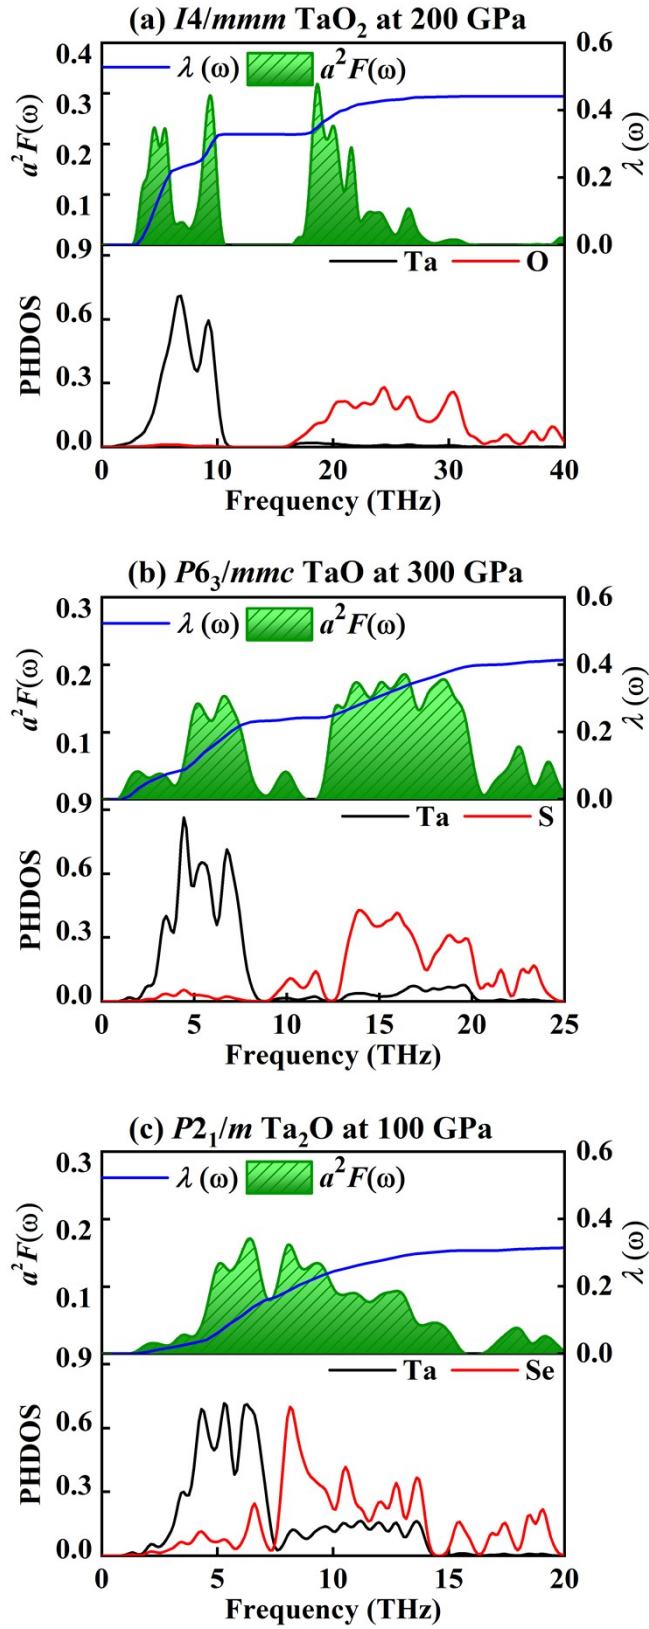 (a) I4/mmm TaO₂ at 200 GPa
λ (ω) a²F(ω)
a²F(ω)
0.4
0.3
0.2
0.1
0.6
0.4
0.2
0.0
λ (ω)
Ta O
PHDOS
0.9
0.6
0.3
0.0
0 10 20 30 40
Frequency (THz)
(b) P6₃/mmc TaO at 300 GPa
λ (ω) a²F(ω)
a²F(ω)
0.3
0.2
0.1
0.6
0.4
0.2
0.0
λ (ω)
Ta S
PHDOS
0.9
0.6
0.3
0.0
0 5 10 15 20 25
Frequency (THz)
(c) P2₁/m Ta₂O at 100 GPa
λ (ω) a²F(ω)
a²F(ω)
0.3
0.2
0.1
0.6
0.4
0.2
0.0
λ (ω)
Ta Se
PHDOS
0.9
0.6
0.3
0.0
0 5 10 15 20
Frequency (THz)